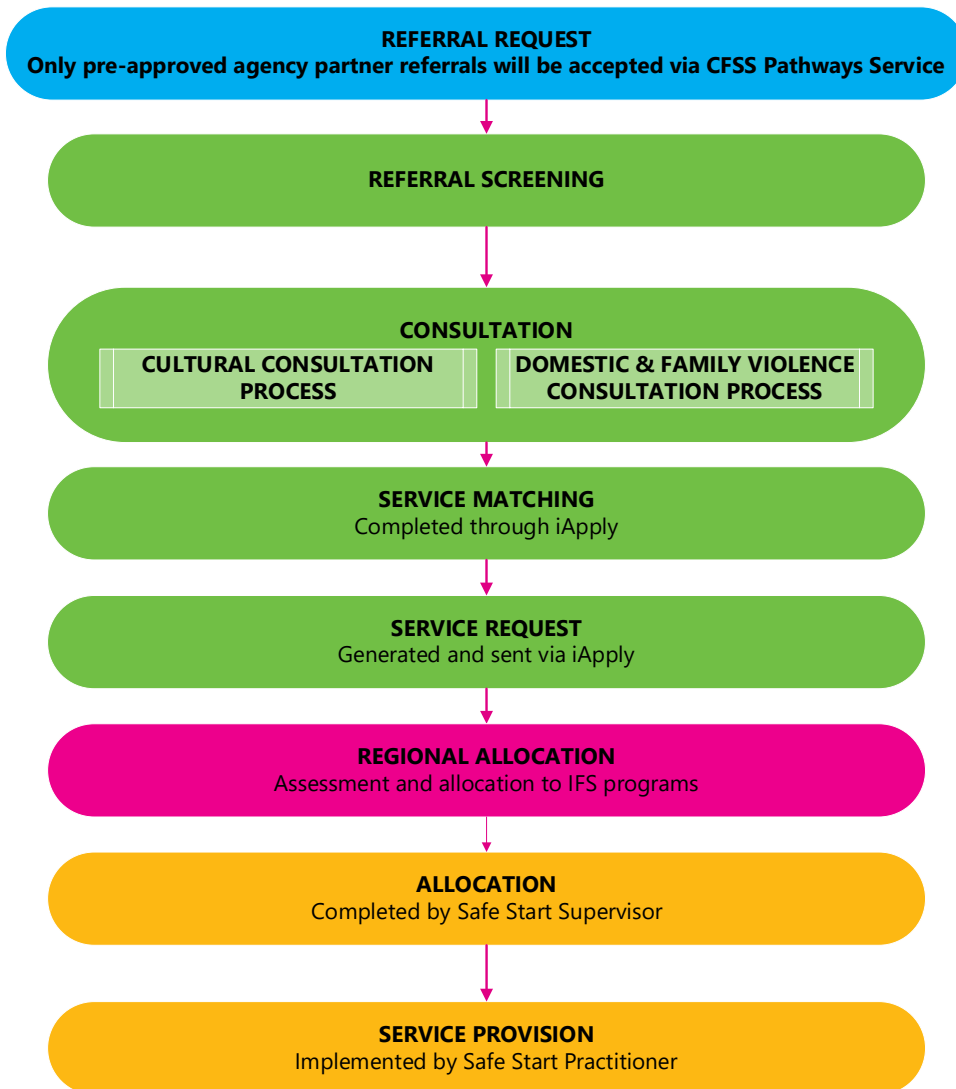 REFERRAL REQUEST
Only pre-approved agency partner referrals will be accepted via CFSS Pathways Service
REFERRAL SCREENING
CONSULTATION
CULTURAL CONSULTATION
PROCESS
DOMESTIC & FAMILY VIOLENCE
CONSULTATION PROCESS
SERVICE MATCHING
Completed through iApply
SERVICE REQUEST
Generated and sent via iApply
REGIONAL ALLOCATION
Assessment and allocation to IFS programs
ALLOCATION
Completed by Safe Start Supervisor
SERVICE PROVISION
Implemented by Safe Start Practitioner